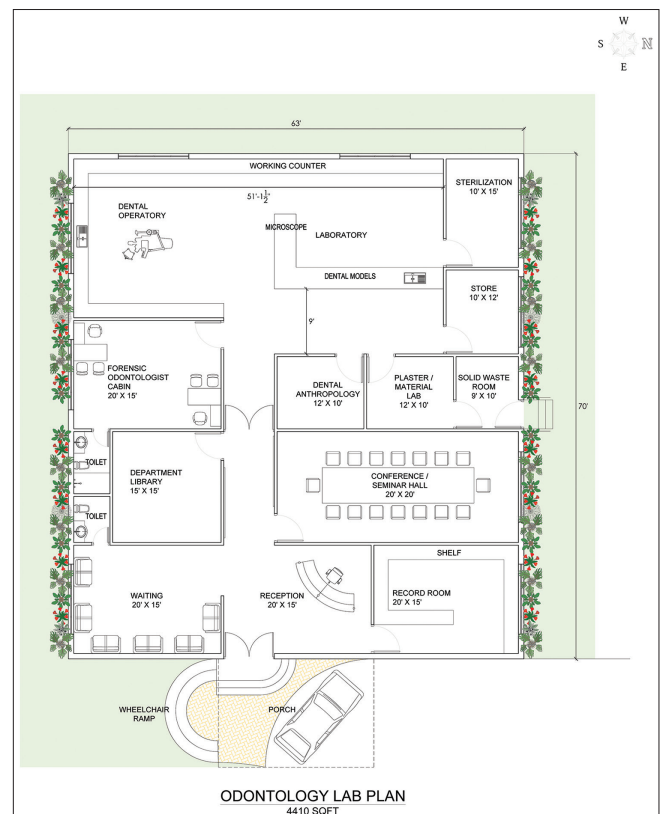 W
S N
E
63'
WORKING COUNTER
51'-1½"
STERILIZATION
10' X 15'
DENTAL
OPERATORY
MICROSCOPE
LABORATORY
DENTAL MODELS
STORE
10' X 12'
9'
FORENSIC
ODONTOLOGIST
CABIN
20' X 15'
DENTAL
ANTHROPOLOGY
12' X 10'
PLASTER /
MATERIAL
LAB
12' X 10'
SOLID WASTE
ROOM
9' X 10'
70'
TOILET
DEPARTMENT
LIBRARY
15' X 15'
CONFERENCE /
SEMINAR HALL
20' X 20'
TOILET
SHELF
WAITING
20' X 15'
RECEPTION
20' X 15'
RECORD ROOM
20' X 15'
WHEELCHAIR
RAMP
PORCH
ODONTOLOGY LAB PLAN
4410 SQFT